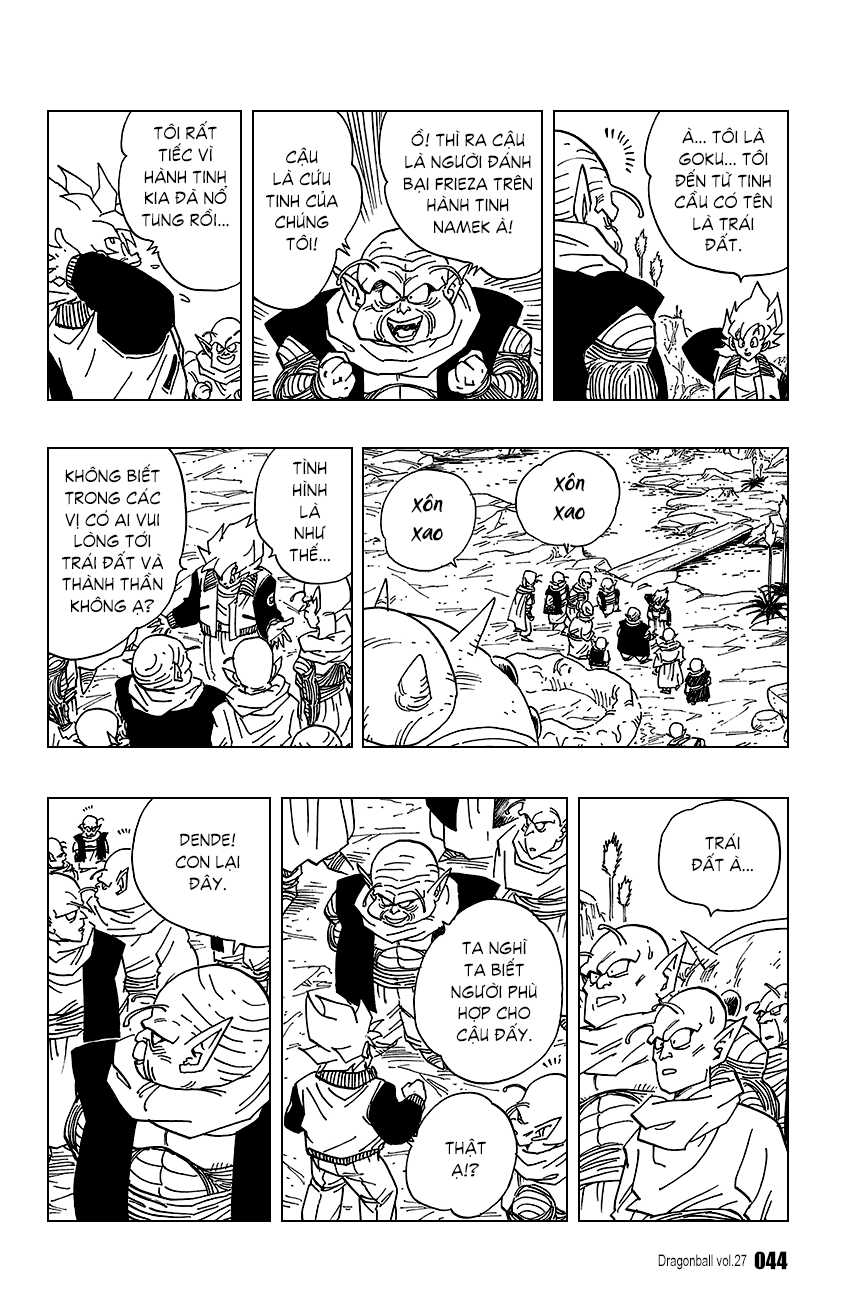 À... TÔI LÀ
GOKU... TÔI
ĐẾN TỪ TINH
CẦU CÓ TÊN
LÀ TRÁI
ĐẤT.
Ồ! THÌ RA CẬU
LÀ NGƯỜI ĐÁNH
BẠI FRIEZA TRÊN
HÀNH TINH
NAMEK À!
CẬU
LÀ CỨU
TINH CỦA
CHÚNG
TÔI!
TÔI RẤT
TIẾC VÌ
HÀNH TINH
KIA ĐÃ NỔ
TUNG RỒI...
XÔN
XAO
XÔN
XAO
TÌNH
HÌNH
LÀ
NHƯ
THẾ...
KHÔNG BIẾT
TRONG CÁC
VỊ CÓ AI VUI
LÒNG TỚI
TRÁI ĐẤT VÀ
THÀNH THẦN
KHÔNG Ạ?
TRÁI
ĐẤT À...
TA NGHĨ
TA BIẾT
NGƯỜI PHÙ
HỢP CHO
CẬU ĐẤY.
THẬT
Ạ!?
DENDE!
CON LẠI
ĐÂY.
Dragonball vol.27 044